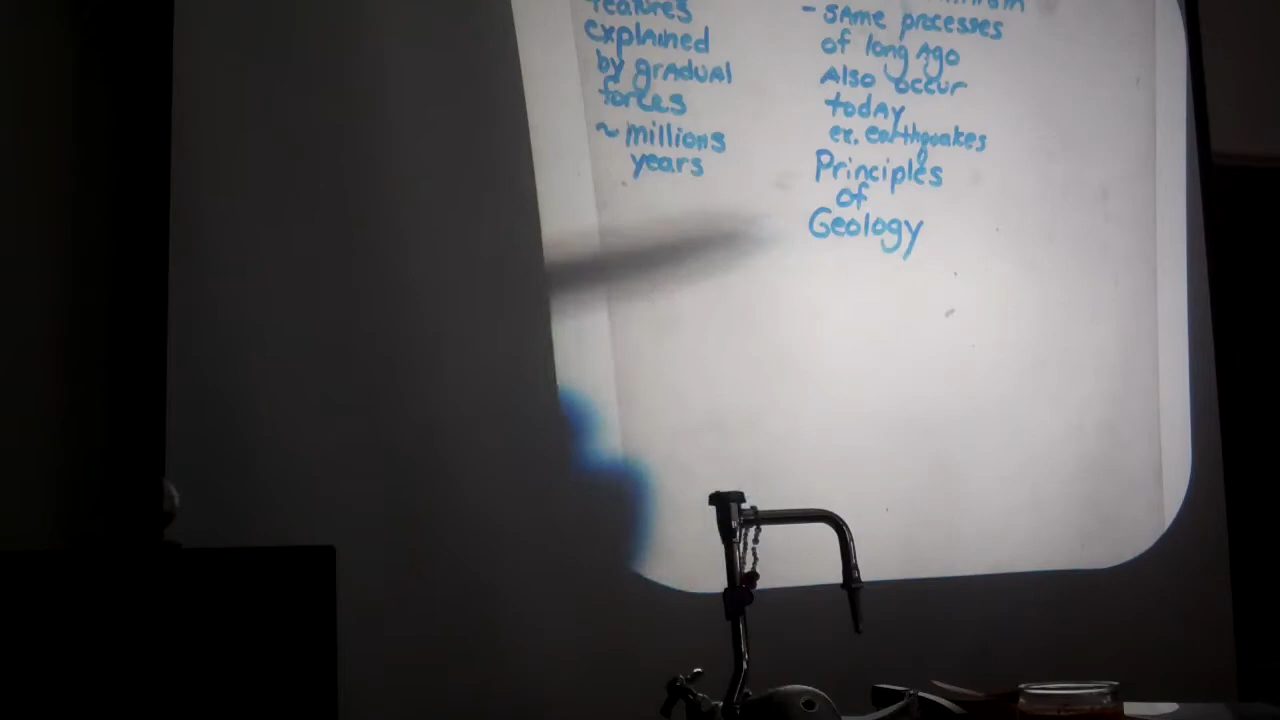 features
explained
by gradual
forces
~ millions
years
- same processes
of long ago
Also occur
today
ex. earthquakes
Principles
of
Geology